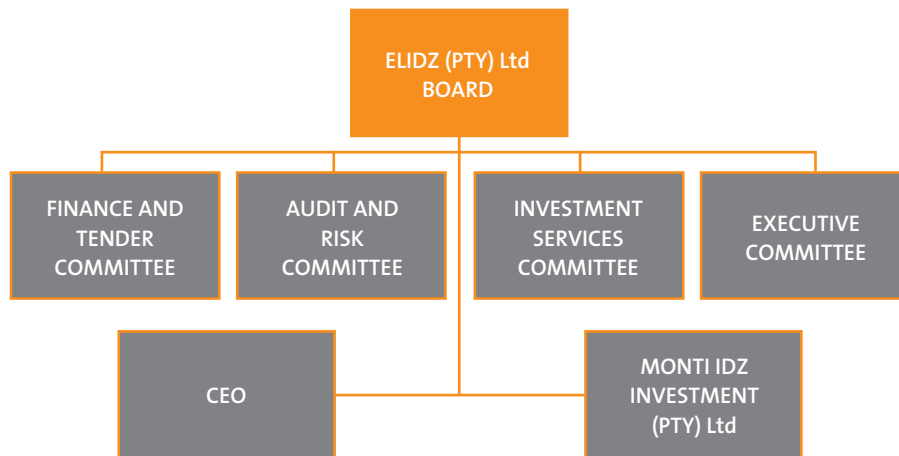 ELIDZ (PTY) Ltd
BOARD
FINANCE AND
TENDER
COMMITTEE
AUDIT AND
RISK
COMMITTEE
INVESTMENT
SERVICES
COMMITTEE
EXECUTIVE
COMMITTEE
CEO
MONTI IDZ
INVESTMENT
(PTY) Ltd